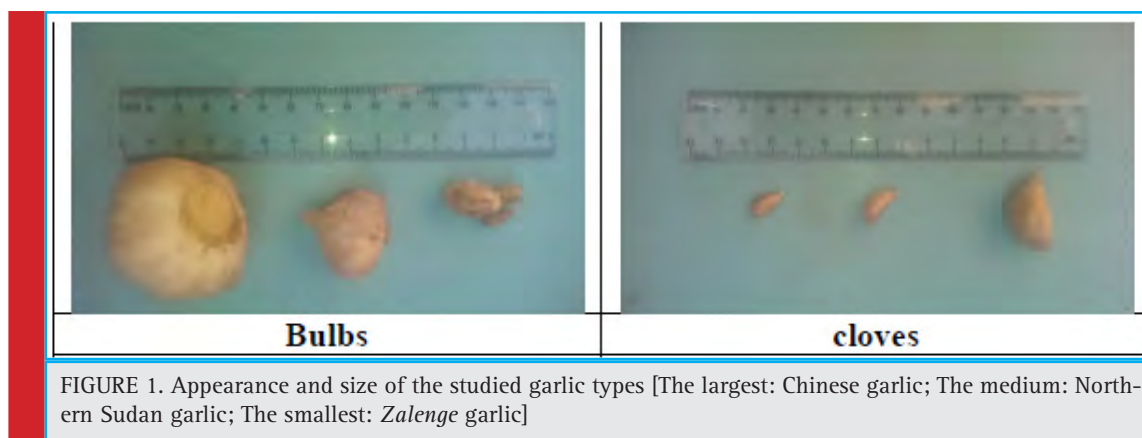 Bulbs
cloves
FIGURE 1. Appearance and size of the studied garlic types [The largest: Chinese garlic; The medium: North-
ern Sudan garlic; The smallest: Zalenge garlic]